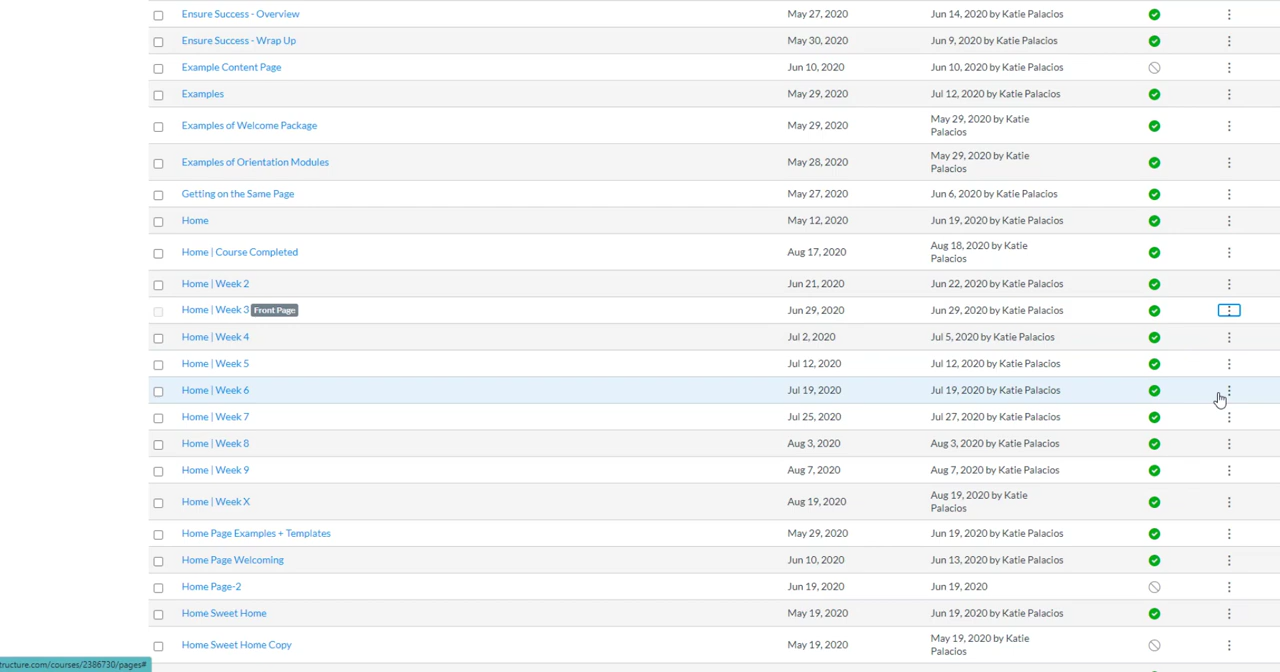 Ensure Success - Overview May 27, 2020 Jun 14, 2020 by Katie Palacios
Ensure Success - Wrap Up May 30, 2020 Jun 9, 2020 by Katie Palacios
Example Content Page Jun 10, 2020 Jun 10, 2020 by Katie Palacios
Examples May 29, 2020 Jul 12, 2020 by Katie Palacios
Examples of Welcome Package May 29, 2020 May 29, 2020 by Katie
Palacios
Examples of Orientation Modules May 28, 2020 May 29, 2020 by Katie
Palacios
Getting on the Same Page May 27, 2020 Jun 6, 2020 by Katie Palacios
Home May 12, 2020 Jun 19, 2020 by Katie Palacios
Home | Course Completed Aug 17, 2020 Aug 18, 2020 by Katie
Palacios
Home | Week 2 Jun 21, 2020 Jun 22, 2020 by Katie Palacios
Home | Week 3 Front Page Jun 29, 2020 Jun 29, 2020 by Katie Palacios
Home | Week 4 Jul 2, 2020 Jul 5, 2020 by Katie Palacios
Home | Week 5 Jul 12, 2020 Jul 12, 2020 by Katie Palacios
Home | Week 6 Jul 19, 2020 Jul 19, 2020 by Katie Palacios
Home | Week 7 Jul 25, 2020 Jul 27, 2020 by Katie Palacios
Home | Week 8 Aug 3, 2020 Aug 3, 2020 by Katie Palacios
Home | Week 9 Aug 7, 2020 Aug 7, 2020 by Katie Palacios
Home | Week X Aug 19, 2020 Aug 19, 2020 by Katie
Palacios
Home Page Examples + Templates May 29, 2020 Jun 19, 2020 by Katie Palacios
Home Page Welcoming Jun 10, 2020 Jun 13, 2020 by Katie Palacios
Home Page-2 Jun 19, 2020 Jun 19, 2020
Home Sweet Home May 19, 2020 Jun 19, 2020 by Katie Palacios
Home Sweet Home Copy May 19, 2020 May 19, 2020 by Katie
Palacios
tructure.com/courses/2386730/pages#